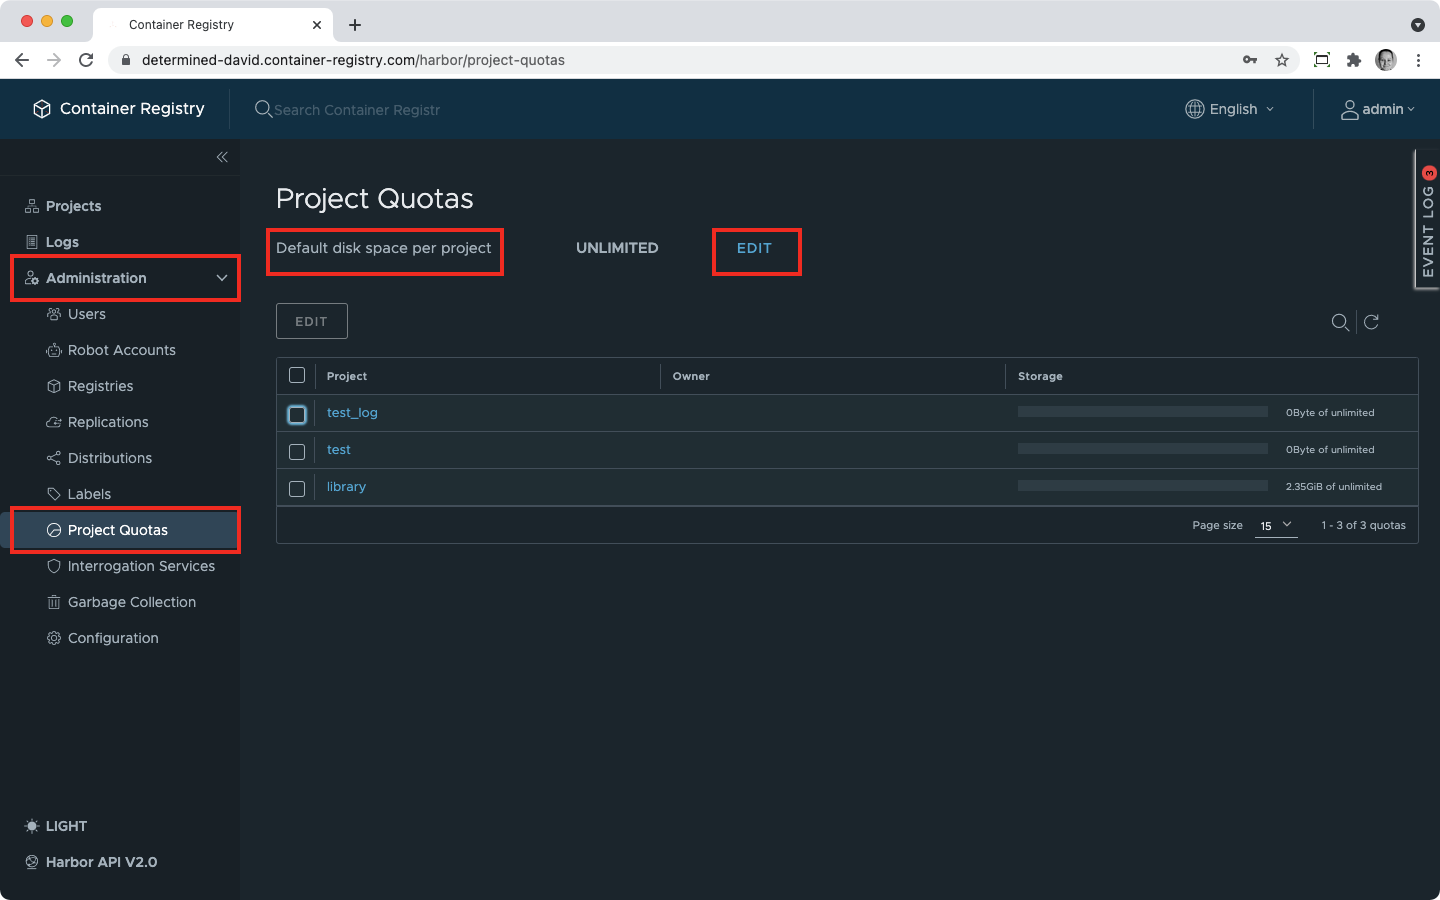 Container Registry
determined-david.container-registry.com/harbor/project-quotas
Container Registry
Search Container Registr
English
admin
Projects
Logs
Administration
Users
Robot Accounts
Registries
Replications
Distributions
Labels
Project Quotas
Interrogation Services
Garbage Collection
Configuration
LIGHT
Harbor API V2.0
Project Quotas
Default disk space per project UNLIMITED EDIT
EDIT
Project Owner Storage
test_log 0Byte of unlimited
test 0Byte of unlimited
library 2.35GiB of unlimited
Page size 15 1 - 3 of 3 quotas
EVENT LOG 3